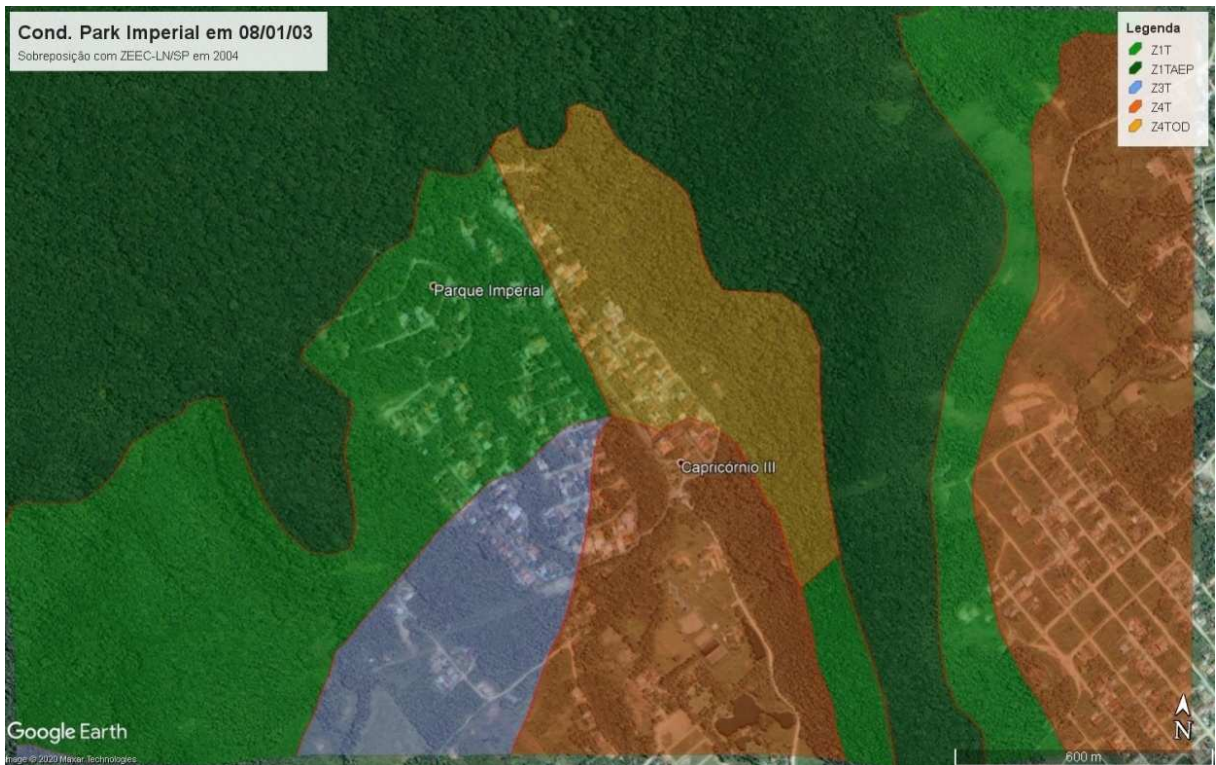 Cond. Park Imperial em 08/01/03
Sobreposição com ZEEC-LN/SP em 2004
Legenda
Z1T
Z1TAEP
Z3T
Z4T
Z4TOD
Parque Imperial
Capricórnio III
Google Earth
N
Image © 2020 Maxar Technologies
600 m